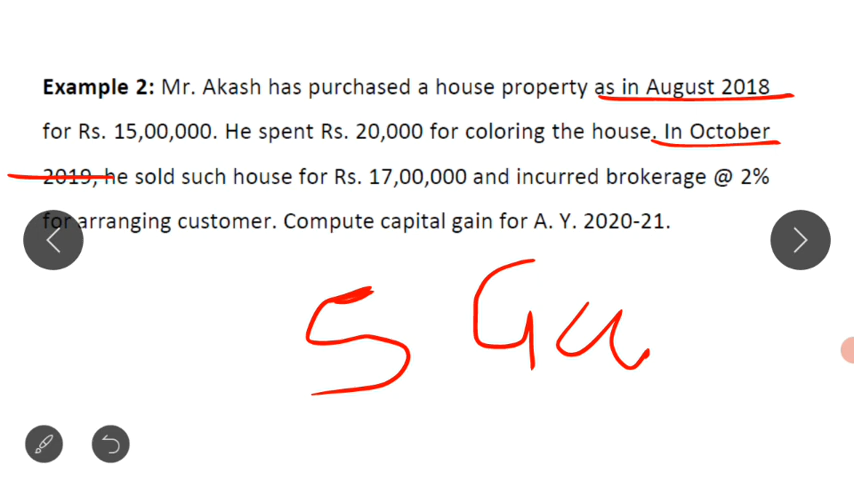 Example 2: Mr. Akash has purchased a house property as in August 2018
for Rs. 15,00,000. He spent Rs. 20,000 for coloring the house. In October
2019, he sold such house for Rs. 17,00,000 and incurred brokerage @ 2%
for arranging customer. Compute capital gain for A. Y. 2020-21.